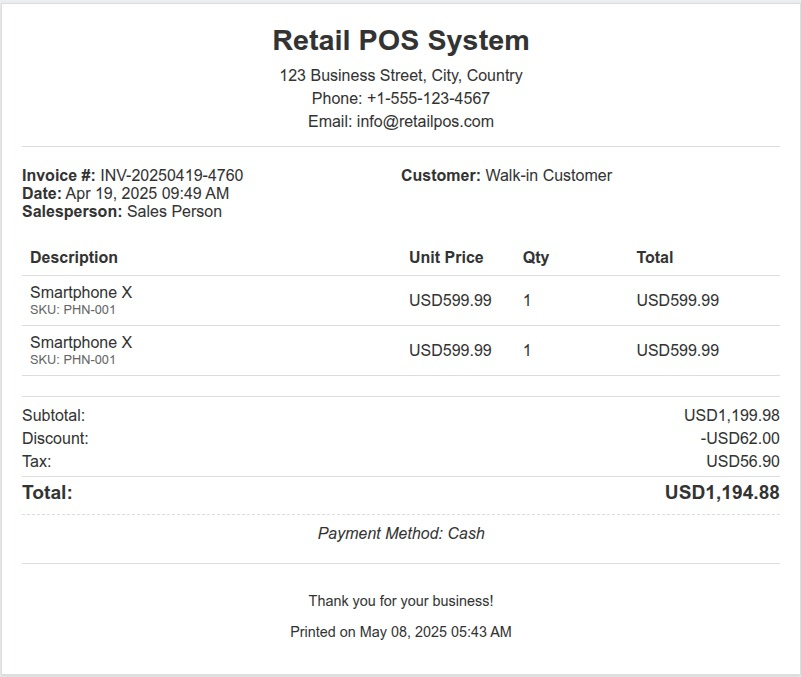 Retail POS System
123 Business Street, City, Country
Phone: +1-555-123-4567
Email: info@retailpos.com
Invoice #: INV-20250419-4760
Date: Apr 19, 2025 09:49 AM
Salesperson: Sales Person
Customer: Walk-in Customer
Description Unit Price Qty Total
Smartphone X USD599.99 1 USD599.99
SKU: PHN-001
Smartphone X USD599.99 1 USD599.99
SKU: PHN-001
Subtotal: USD1,199.98
Discount: -USD62.00
Tax: USD56.90
Total: USD1,194.88
Payment Method: Cash
Thank you for your business!
Printed on May 08, 2025 05:43 AM